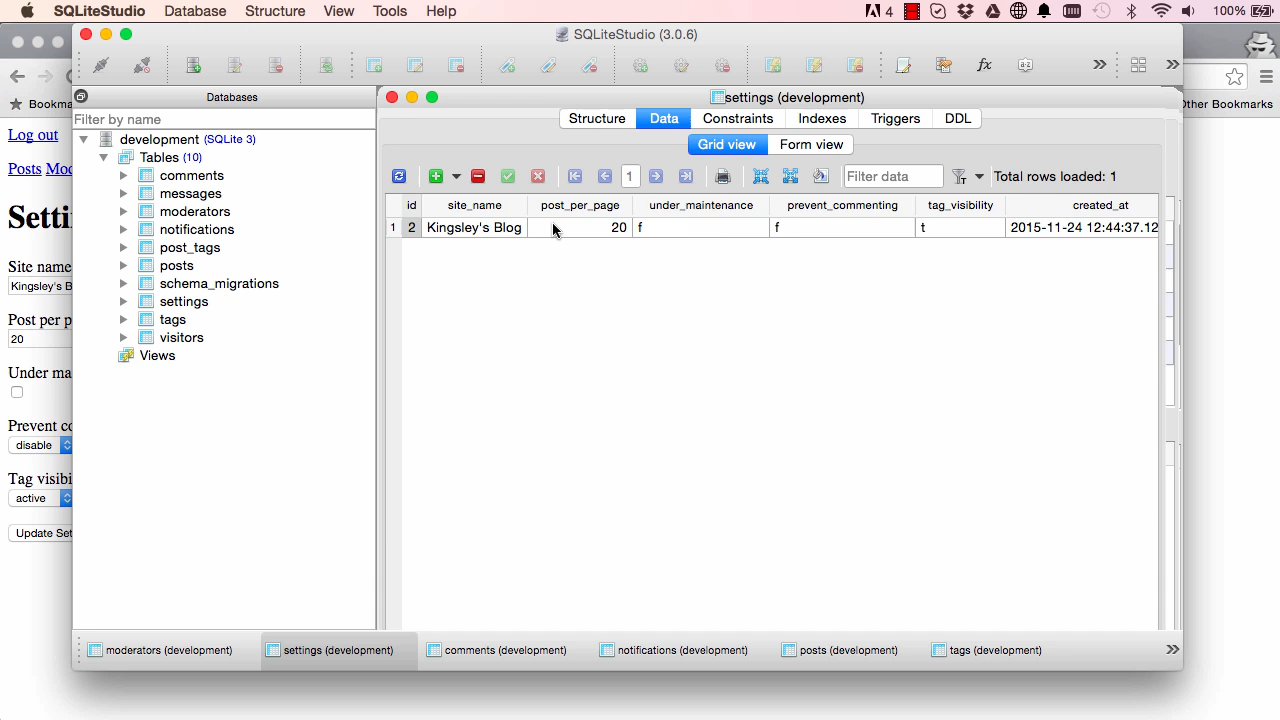 SQLiteStudio Database Structure View Tools Help 4 100%
SQLiteStudio (3.0.6)
Bookma
Other Bookmarks
Log out
Posts Mod
Settin
Site name
Kingsley's B
Post per p
20
Under ma
Prevent co
disable
Tag visibi
active
Update Set
Databases
Filter by name
development (SQLite 3)
Tables (10)
comments
messages
moderators
notifications
post_tags
posts
schema_migrations
settings
tags
visitors
Views
settings (development)
Structure Data Constraints Indexes Triggers DDL
Grid view Form view
1 Filter data Total rows loaded: 1
id site_name post_per_page under_maintenance prevent_commenting tag_visibility created_at
1 2 Kingsley's Blog 20 f f t 2015-11-24 12:44:37.12
moderators (development) settings (development) comments (development) notifications (development) posts (development) tags (development)